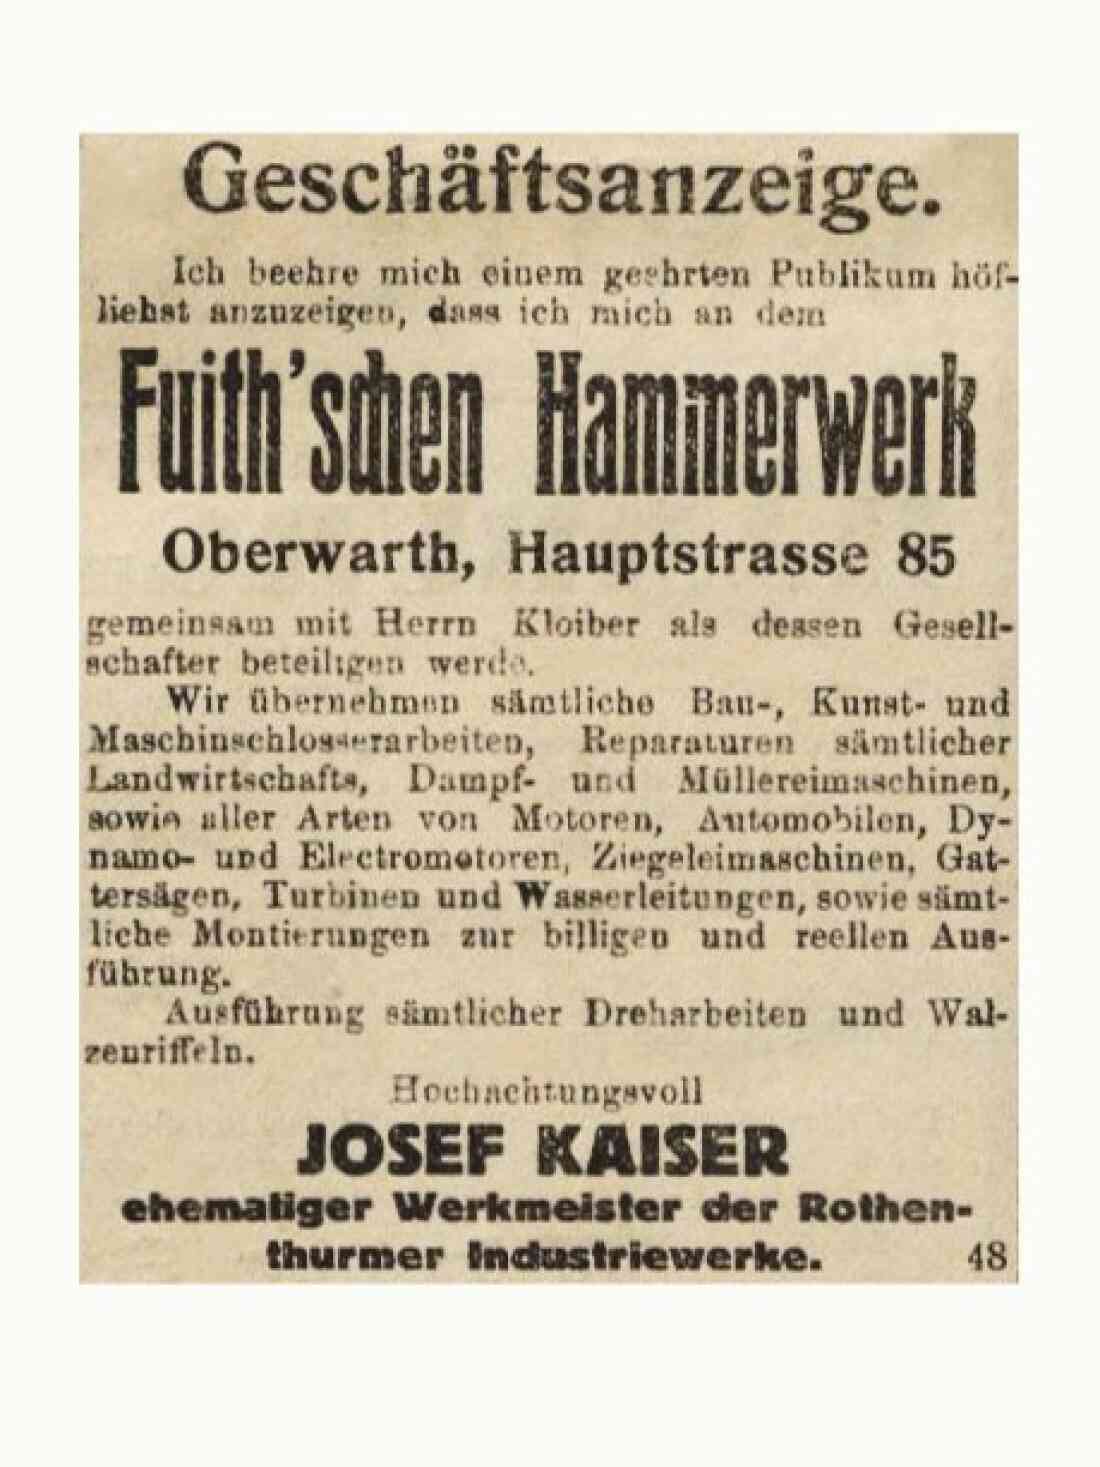 Geschäftsanzeige.
Ich beehre mich einem geehrten Publikum höf-
lichst anzuzeigen, dass ich mich an dem
Fuith'schen Hammerwerk
Oberwarth, Hauptstrasse 85
gemeinsam mit Herrn Kloiber als dessen Gesell-
schafter beteiligen werde.
Wir übernehmen sämtliche Bau-, Kunst- und
Maschinschlosserarbeiten, Reparaturen sämtlicher
Landwirtschafts, Dampf- und Müllereimaschinen,
sowie aller Arten von Motoren, Automobilen, Dy-
namo- und Electromotoren, Ziegeleimaschinen, Gat-
tersägen, Turbinen und Wasserleitungen, sowie sämt-
liche Montierungen zur billigen und reellen Aus-
führung.
Ausführung sämtlicher Dreharbeiten und Wal-
zenriffeln.
Hochachtungsvoll
JOSEF KAISER
ehemaliger Werkmeister der Rothen-
thurmer Industriewerke. 48